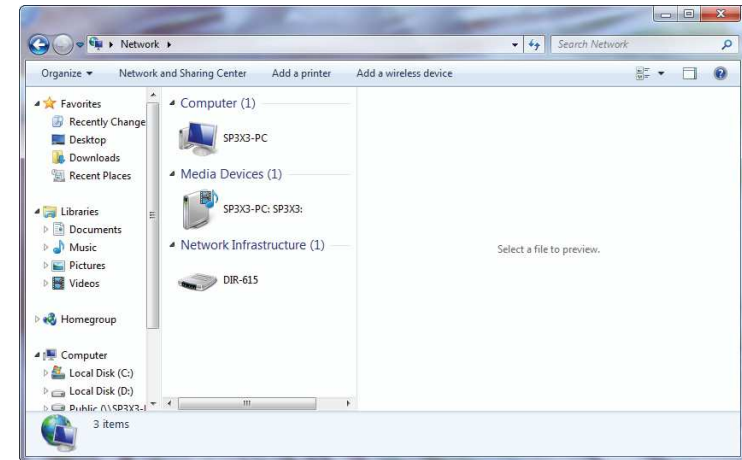 Network
Search Network
Organize
Network and Sharing Center
Add a printer
Add a wireless device
Favorites
Recently Change
Desktop
Downloads
Recent Places
Libraries
Documents
Music
Pictures
Videos
Homegroup
Computer
Local Disk (C:)
Local Disk (D:)
Public (\\SP3X3-
Computer (1)
SP3X3-PC
Media Devices (1)
SP3X3-PC: SP3X3:
Network Infrastructure (1)
DIR-615
Select a file to preview.
3 items